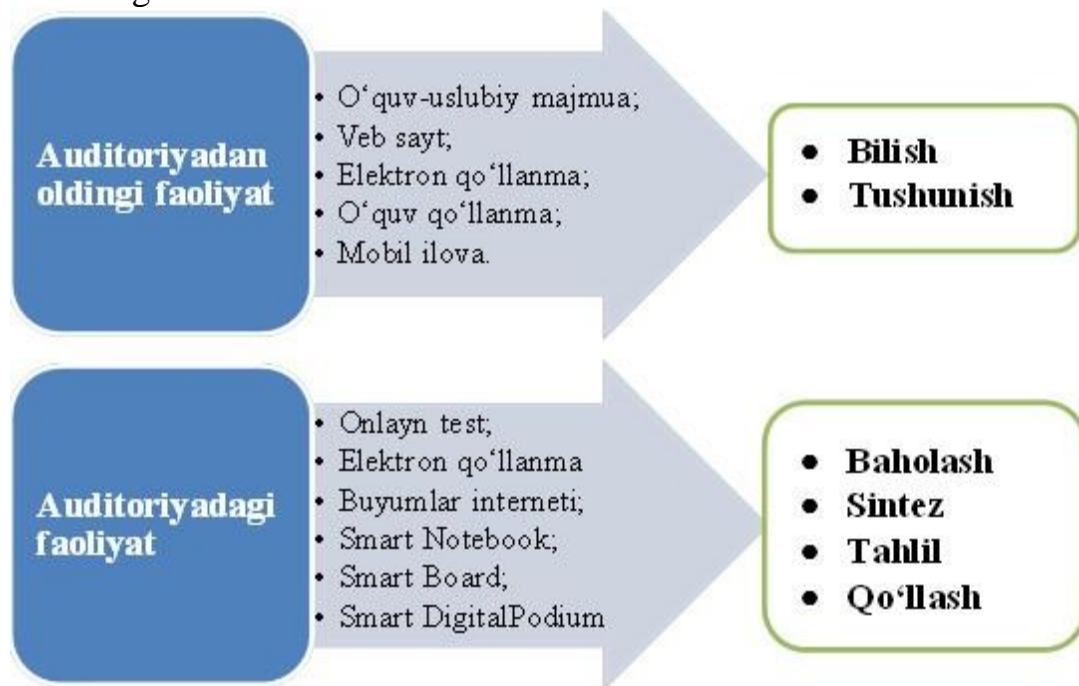 Auditoriyadan
oldingi faoliyat
• O‘quv-uslubiy majmua;
• Veb sayt;
• Elektron qo‘llanma;
• O‘quv qo‘llanma;
• Mobil ilova.
• Bilish
• Tushunish
Auditoriyadagi
faoliyat
• Onlayn test;
• Elektron qo‘llanma
• Buyumlar interneti;
• Smart Notebook;
• Smart Board;
• Smart DigitalPodium
• Baholash
• Sintez
• Tahlil
• Qo‘llash